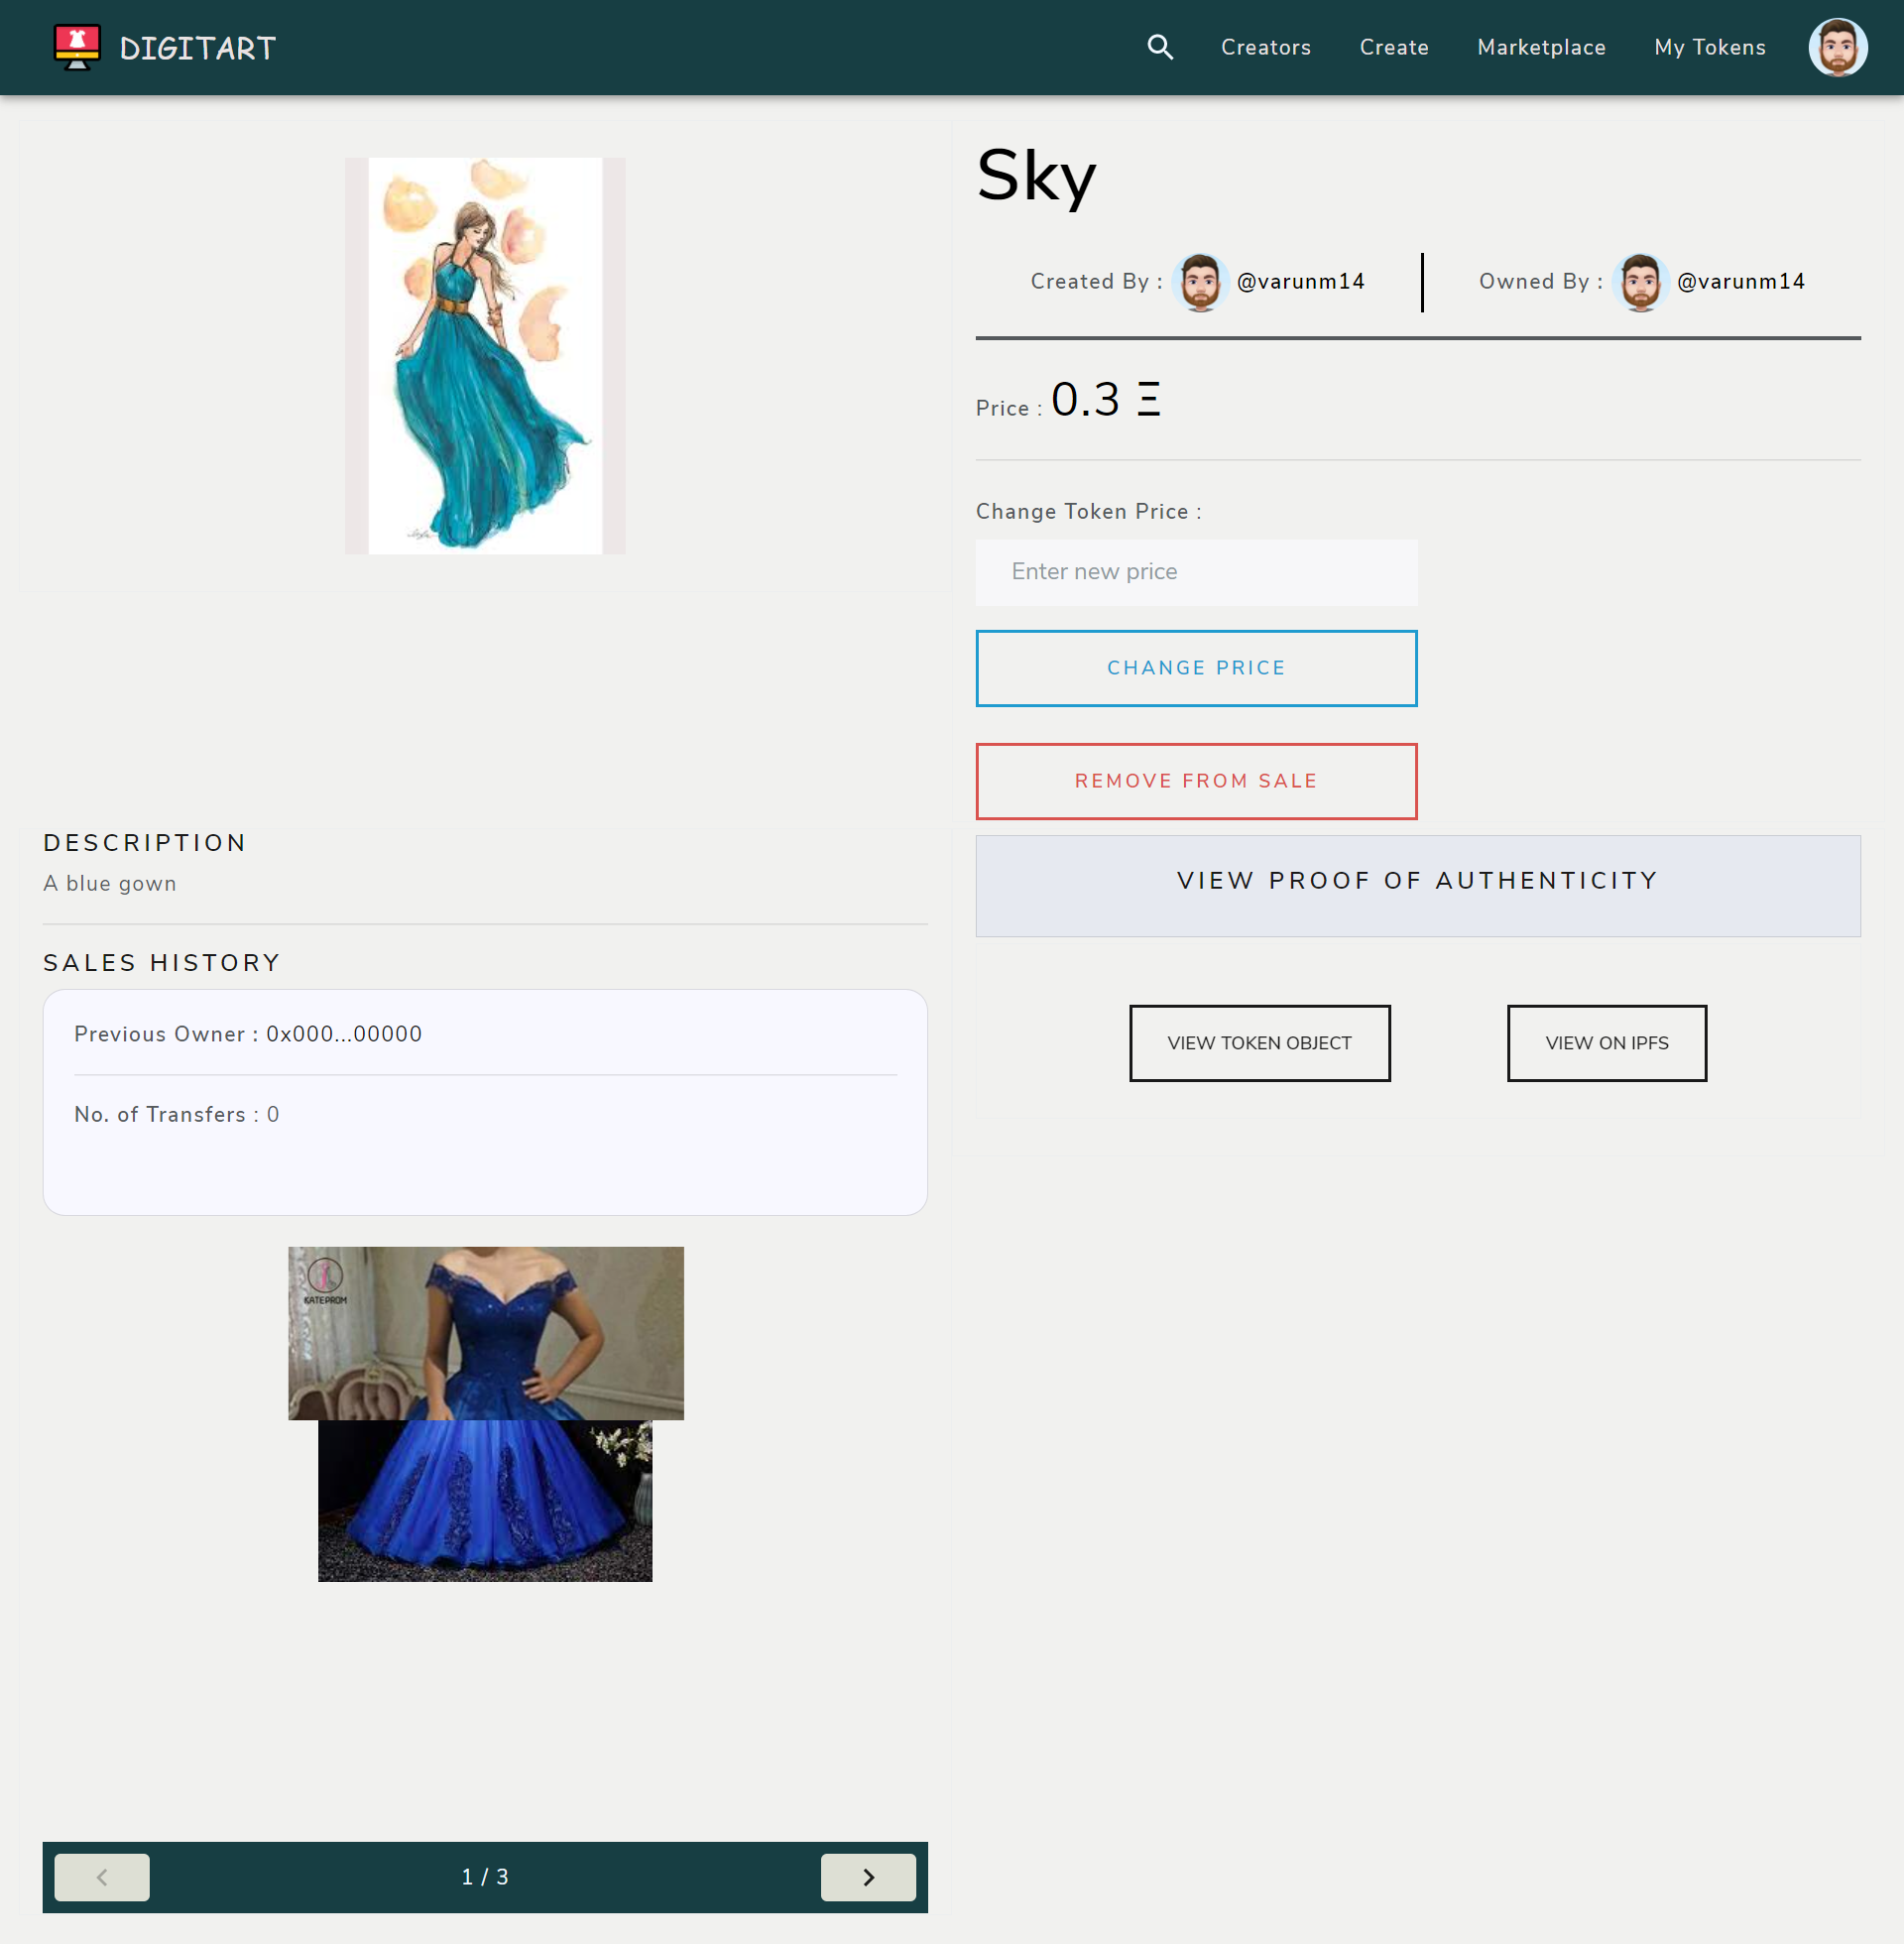 DIGITART
Creators
Create
Marketplace
My Tokens
Sky
Created By : @varunm14
Owned By : @varunm14
Price : 0.3 Ξ
Change Token Price :
Enter new price
CHANGE PRICE
REMOVE FROM SALE
DESCRIPTION
A blue gown
SALES HISTORY
Previous Owner : 0x000...00000
No. of Transfers : 0
VIEW PROOF OF AUTHENTICITY
VIEW TOKEN OBJECT
VIEW ON IPFS
KATEPROM
1 / 3